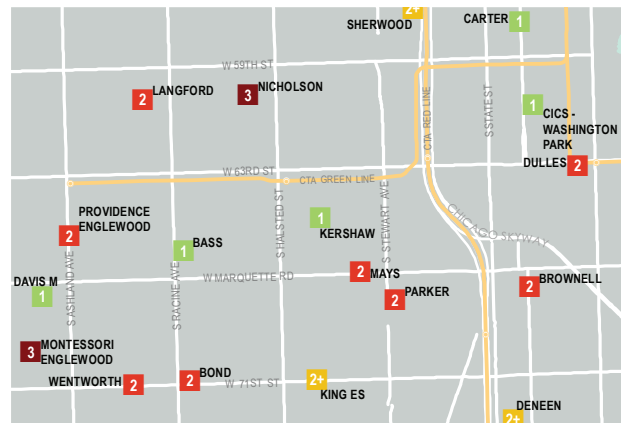 2+
SHERWOOD
CARTER
1
W 59TH ST
2
LANGFORD
3
NICHOLSON
CTA RED LINE
S STATE ST
1
CICS -
WASHINGTON
PARK
DULLES
2
W 63RD ST
CTA GREEN LINE
PROVIDENCE
ENGLEWOOD
2
S HALSTED ST
1
KERSHAW
S STEWART AVE
CHICAGO SKYWAY
1
BASS
S ASHLAND AVE
S RACINE AVE
W MARQUETTE RD
2
MAYS
2
PARKER
2
BROWNELL
DAVIS M
1
3
MONTESSORI
ENGLEWOOD
WENTWORTH
2
2
BOND
W 71ST ST
2+
KING ES
DENEEN
2+